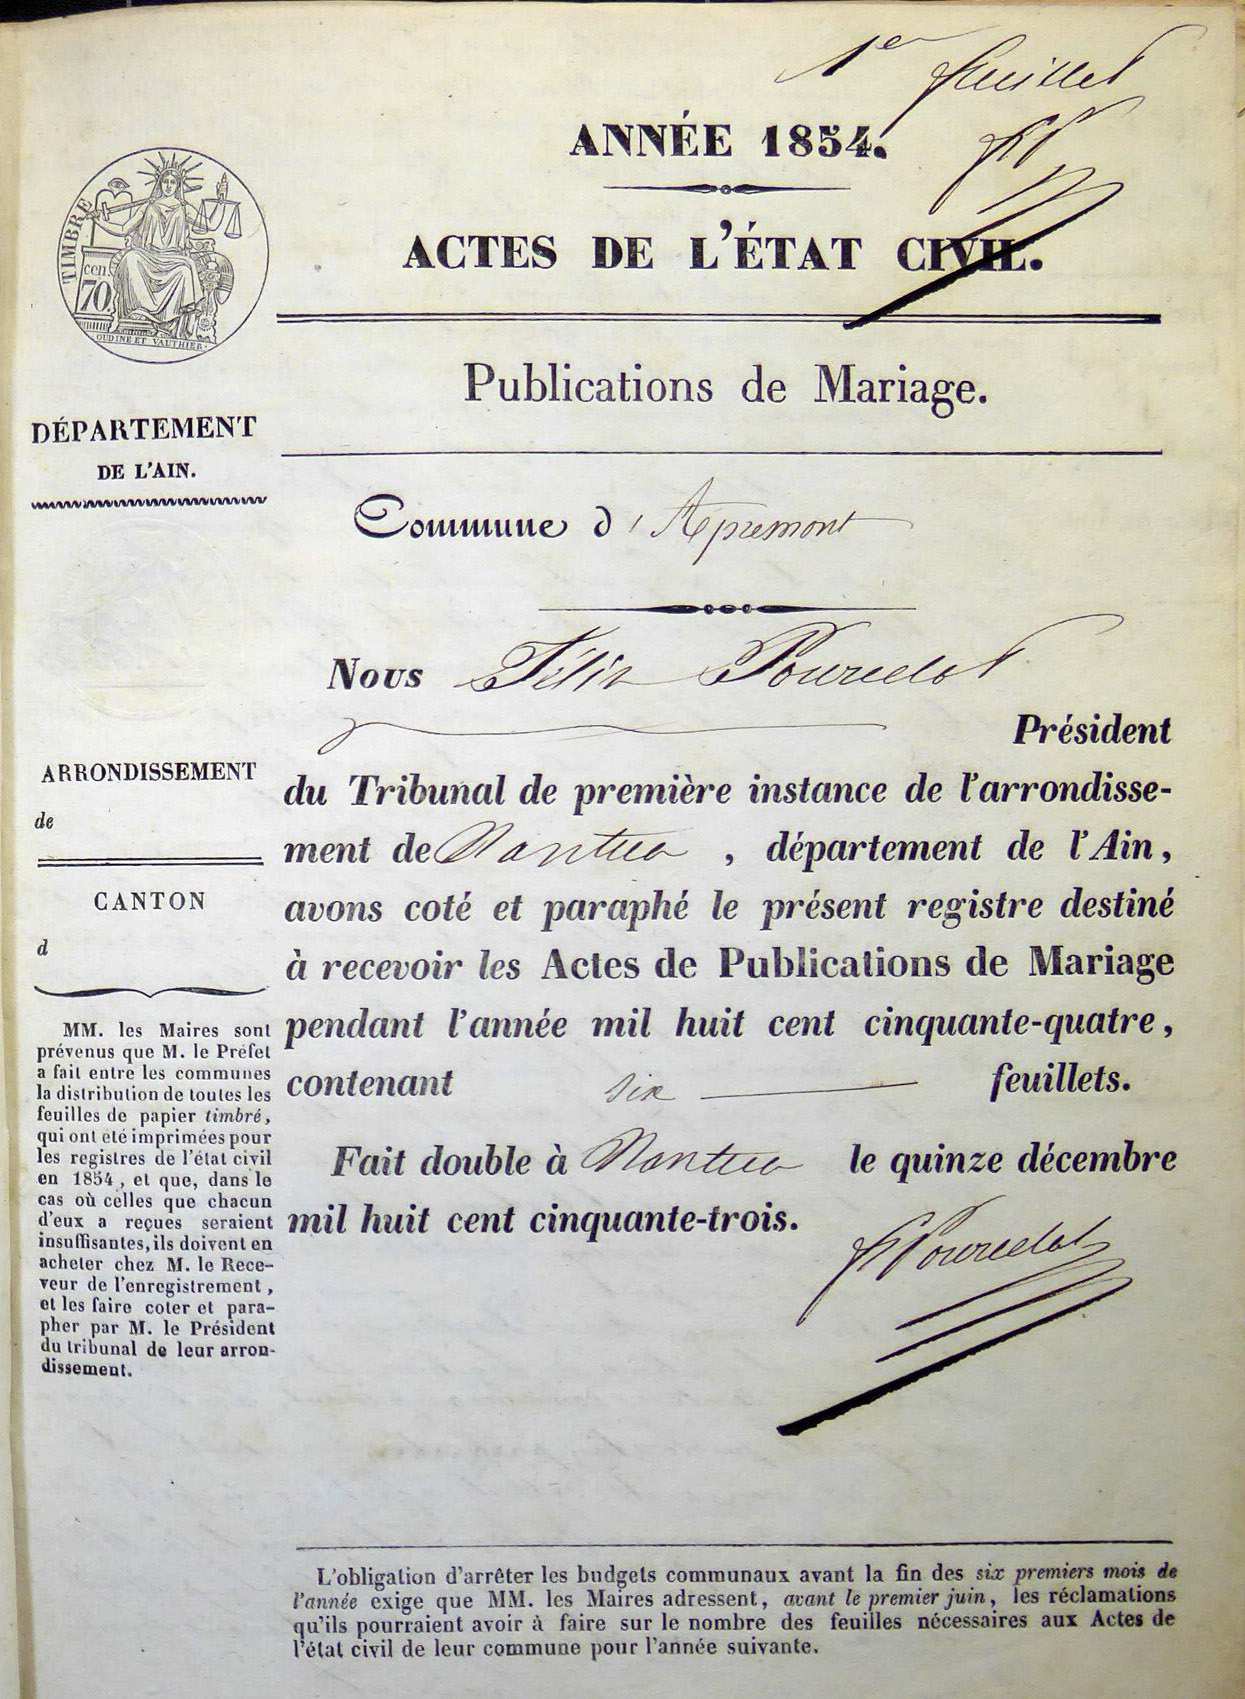 1er feuillet
ANNÉE 1854.
ACTES DE L'ÉTAT CIVIL.
TIMBRE
cen.
70.
OUDINÉ ET VAUTHIER.
Publications de Mariage.
DÉPARTEMENT
DE L'AIN.
Commune d'Apremont
Nous Félix Pourcelot
Président
du Tribunal de première instance de l'arrondisse-
ment de Nantua, département de l'Ain,
avons coté et paraphé le présent registre destiné
à recevoir les Actes de Publications de Mariage
pendant l'année mil huit cent cinquante-quatre,
contenant six feuillets.
Fait double à Nantua le quinze décembre
mil huit cent cinquante-trois.
F Pourcelot
ARRONDISSEMENT
de
CANTON
d
MM. les Maires sont
prévenus que M. le Préfet
a fait entre les communes
la distribution de toutes les
feuilles de papier timbré,
qui ont été imprimées pour
les registres de l'état civil
en 1854, et que, dans le
cas où celles que chacun
d'eux a reçues seraient
insuffisantes, ils doivent en
acheter chez M. le Rece-
veur de l'enregistrement,
et les faire coter et para-
pher par M. le Président
du tribunal de leur arron-
dissement.
L'obligation d'arrêter les budgets communaux avant la fin des six premiers mois de
l'année exige que MM. les Maires adressent, avant le premier juin, les réclamations
qu'ils pourraient avoir à faire sur le nombre des feuilles nécessaires aux Actes de
l'état civil de leur commune pour l'année suivante.